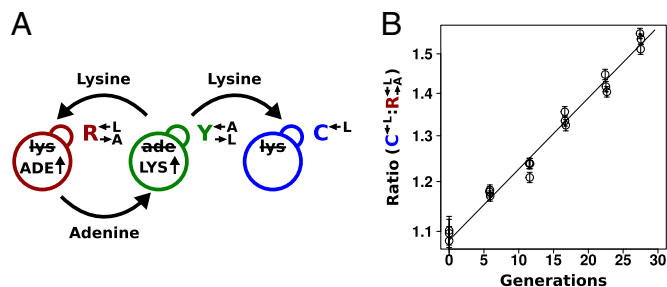 A
Lysine
Lysine
lys
ADE
R
L
A
ade
LYS
Y
A
L
lys
C
L
Adenine
B
Ratio (C L:R L A)
1.5
1.4
1.3
1.2
1.1
0 5 10 15 20 25 30
Generations